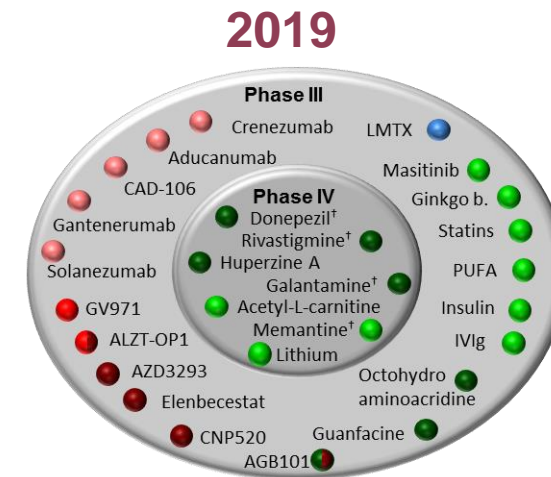 2019
Phase III
Crenezumab
LMTX
Aducanumab
Masitinib
CAD-106
Ginkgo b.
Phase IV
Donepezil†
Gantenerumab
Rivastigmine†
Statins
Solanezumab
Huperzine A
PUFA
Galantamine†
GV971
Acetyl-L-carnitine
Insulin
Memantine†
ALZT-OP1
IVIg
Lithium
AZD3293
Octohydro
aminoacridine
Elenbecestat
CNP520
Guanfacine
AGB101